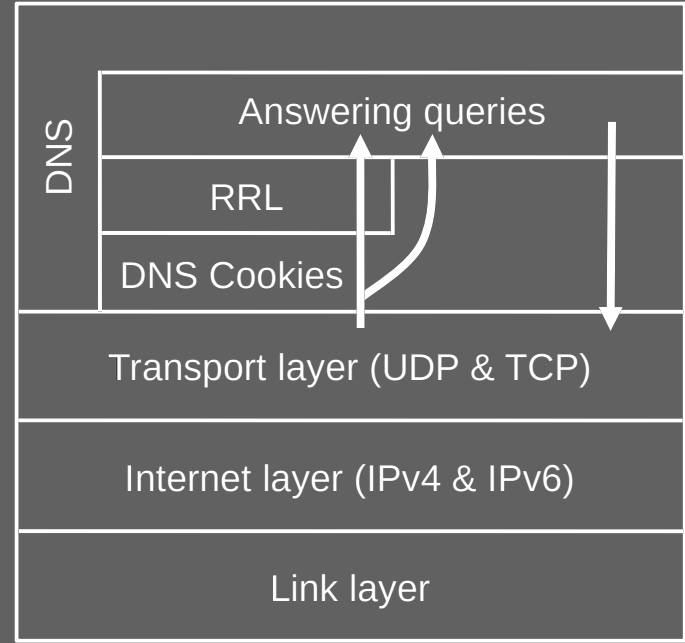 DNS
Answering queries
RRL
DNS Cookies
Transport layer (UDP & TCP)
Internet layer (IPv4 & IPv6)
Link layer